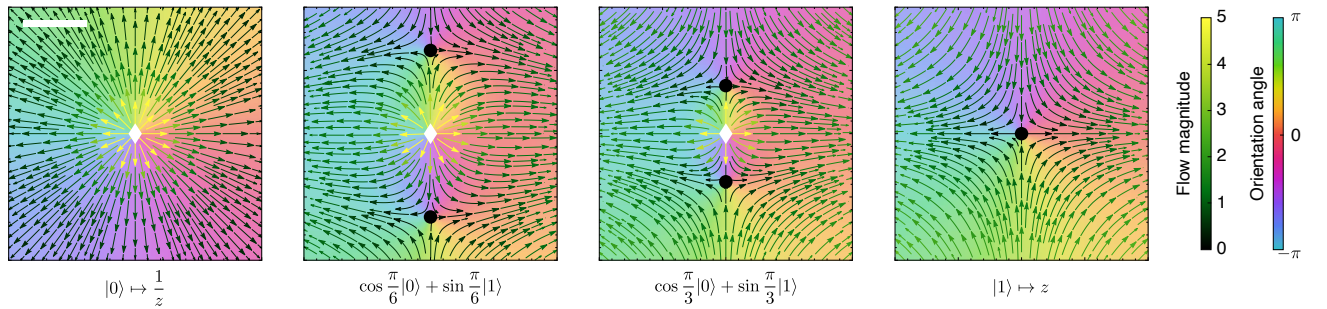 5
4
3
2
1
0
Flow magnitude
π
0
−π
Orientation angle
|0⟩ ↦ 1/z
cos π/6 |0⟩ + sin π/6 |1⟩
cos π/3 |0⟩ + sin π/3 |1⟩
|1⟩ ↦ z